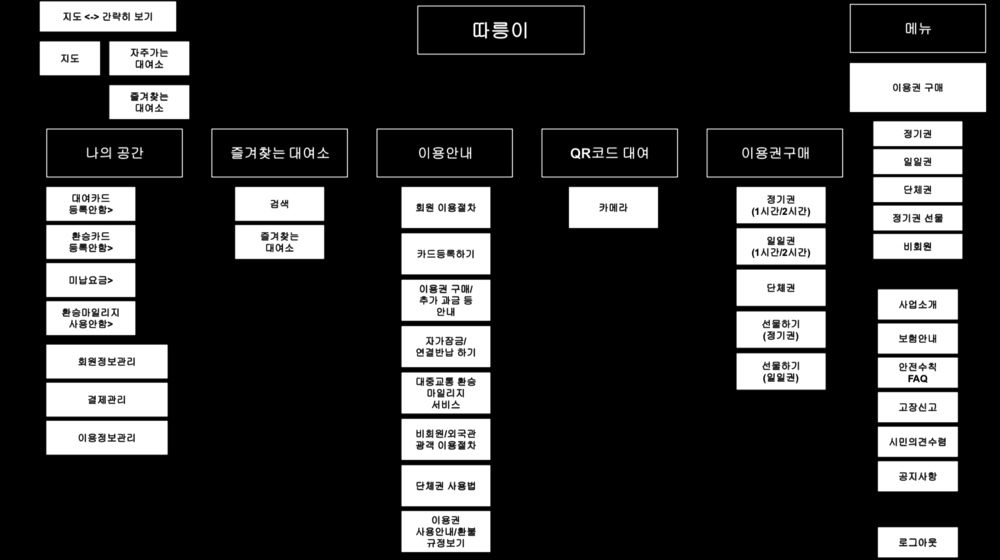 지도 <-> 간략히 보기
지도
자주가는
대여소
즐겨찾는
대여소
따릉이
메뉴
이용권 구매
정기권
일일권
단체권
정기권 선물
비회원
사업소개
보험안내
안전수칙
FAQ
고장신고
시민의견수렴
공지사항
로그아웃
나의 공간
대여카드
등록안함>
환승카드
등록안함>
미납요금>
환승마일리지
사용안함>
회원정보관리
결제관리
이용정보관리
즐겨찾는 대여소
검색
즐겨찾는
대여소
이용안내
회원 이용절차
카드등록하기
이용권 구매/
추가 과금 등
안내
자가잠금/
연결반납 하기
대중교통 환승
마일리지
서비스
비회원/외국관
광객 이용절차
단체권 사용법
이용권
사용안내/환불
규정보기
QR코드 대여
카메라
이용권구매
정기권
(1시간/2시간)
일일권
(1시간/2시간)
단체권
선물하기
(정기권)
선물하기
(일일권)